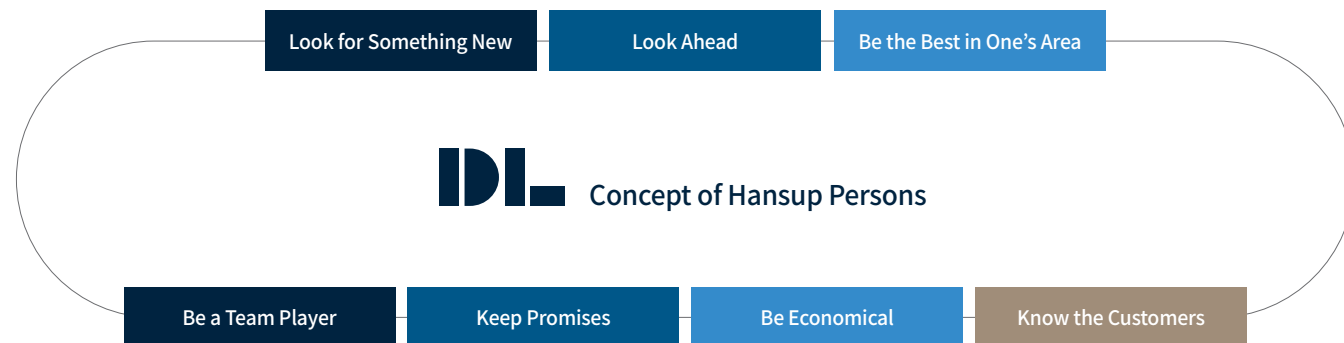 Look for Something New
Look Ahead
Be the Best in One’s Area
DL
Concept of Hansup Persons
Be a Team Player
Keep Promises
Be Economical
Know the Customers